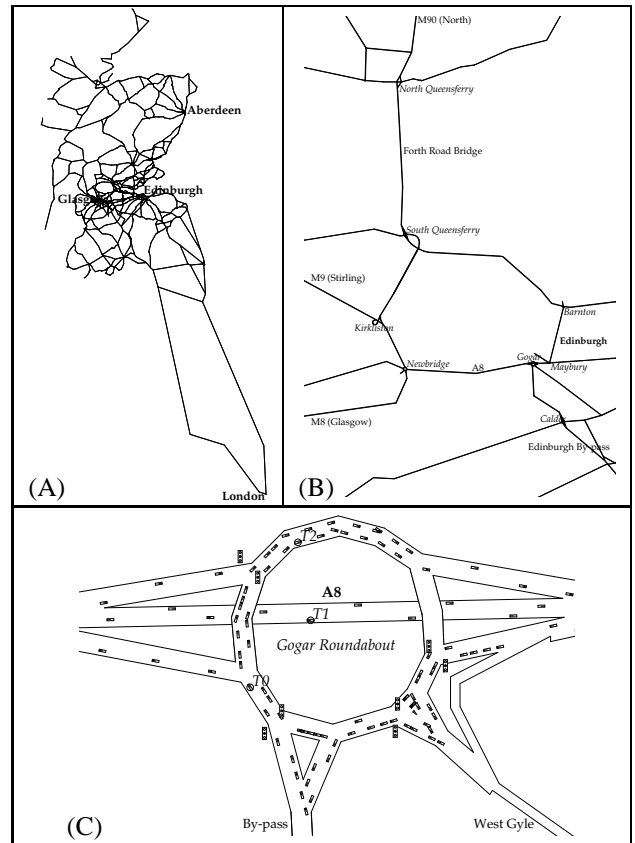 Aberdeen
Edinburgh
Glasgow
London
(A)
M90 (North)
North Queensferry
Forth Road Bridge
South Queensferry
M9 (Stirling)
Kirkliston
Barnton
Edinburgh
Newbridge
A8
Gogar
Maybury
M8 (Glasgow)
Calder
Edinburgh By-pass
(B)
T2
A8
T1
Gogar Roundabout
T0
By-pass
West Gyle
(C)